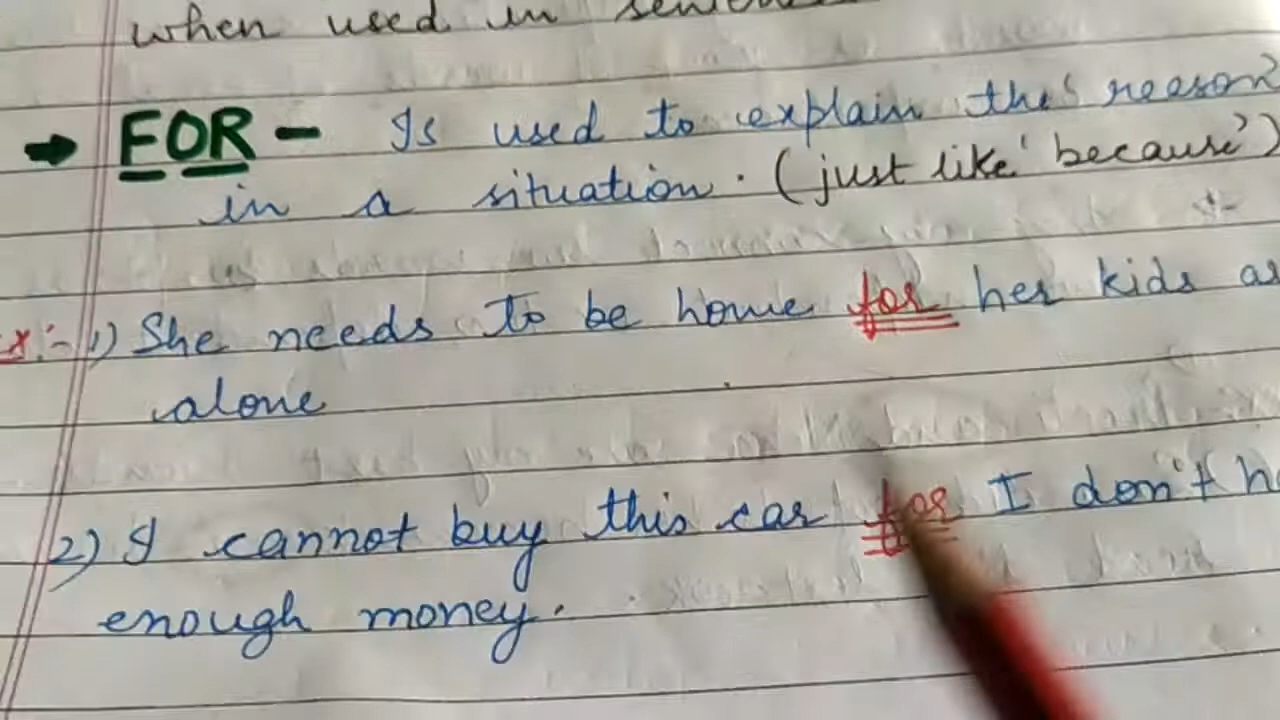 when used in
→ FOR - Is used to explain the reason
in a situation. (just like 'because')
x:- 1) She needs to be home for her kids a
alone
2) I cannot buy this car for I don't h
enough money.